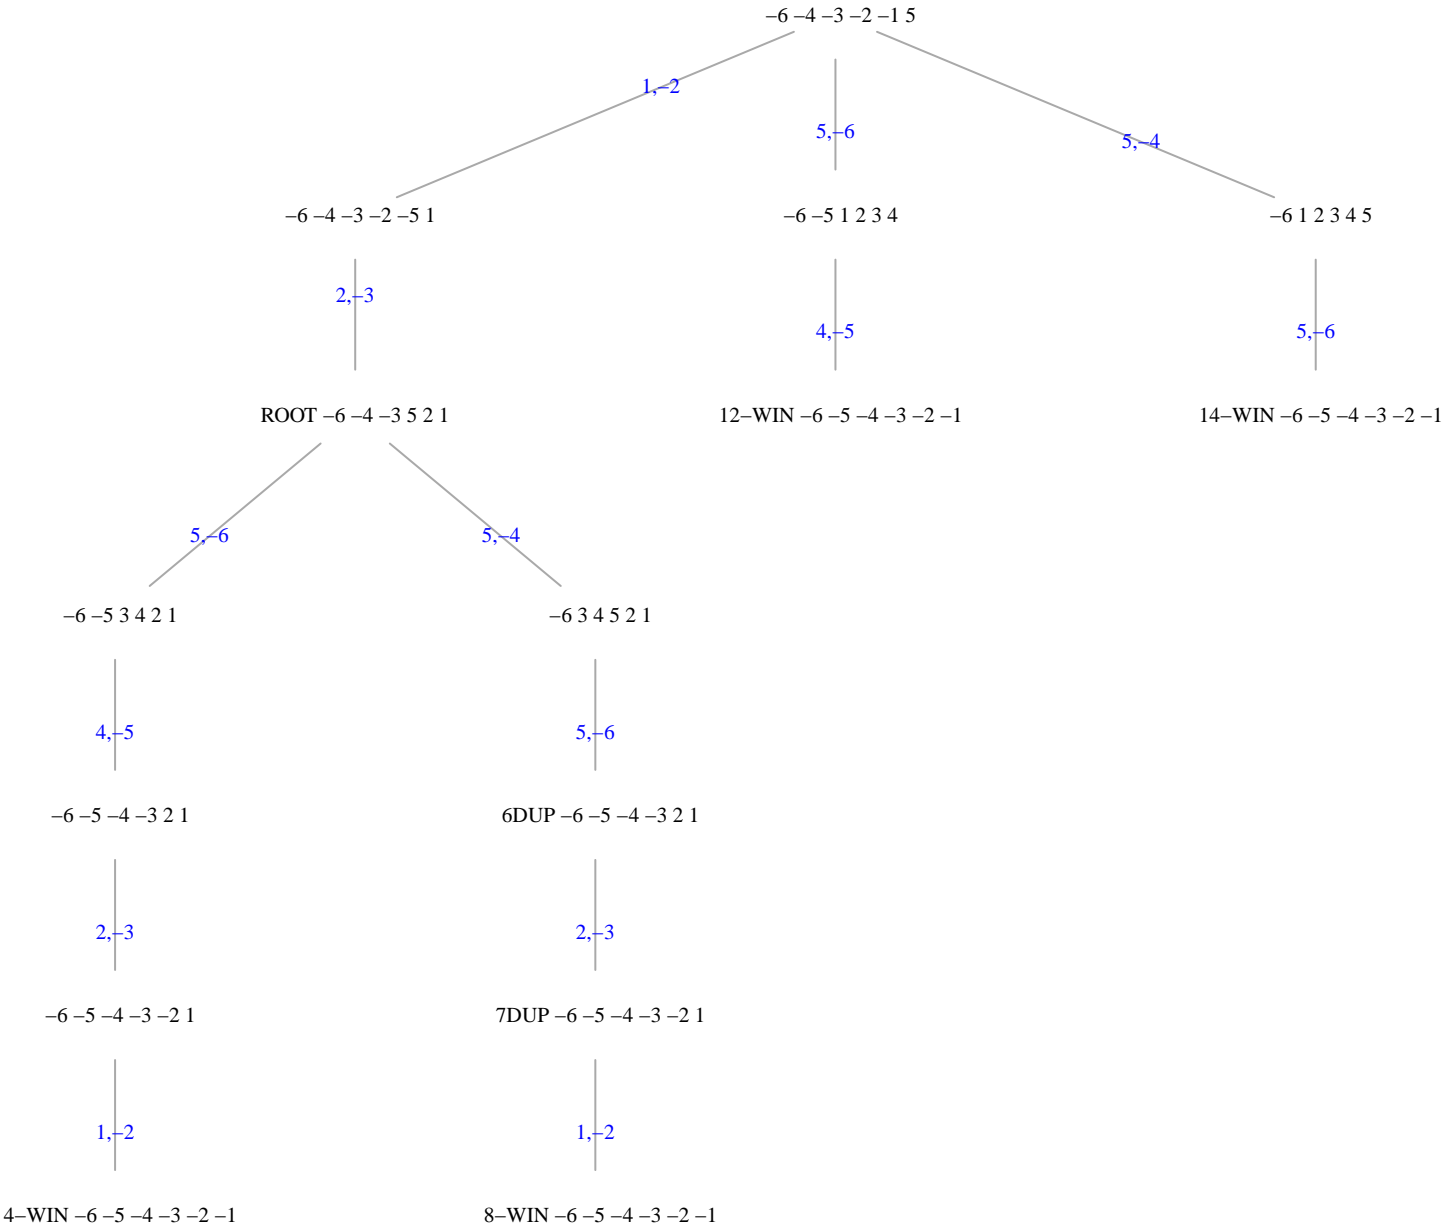 –6 –4 –3 –2 –1 5
1,–2
5,–6
5,–4
–6 –4 –3 –2 –5 1
–6 –5 1 2 3 4
–6 1 2 3 4 5
2,–3
4,–5
5,–6
ROOT –6 –4 –3 5 2 1
12–WIN –6 –5 –4 –3 –2 –1
14–WIN –6 –5 –4 –3 –2 –1
5,–6
5,–4
–6 –5 3 4 2 1
–6 3 4 5 2 1
4,–5
5,–6
–6 –5 –4 –3 2 1
6DUP –6 –5 –4 –3 2 1
2,–3
2,–3
–6 –5 –4 –3 –2 1
7DUP –6 –5 –4 –3 –2 1
1,–2
1,–2
4–WIN –6 –5 –4 –3 –2 –1
8–WIN –6 –5 –4 –3 –2 –1